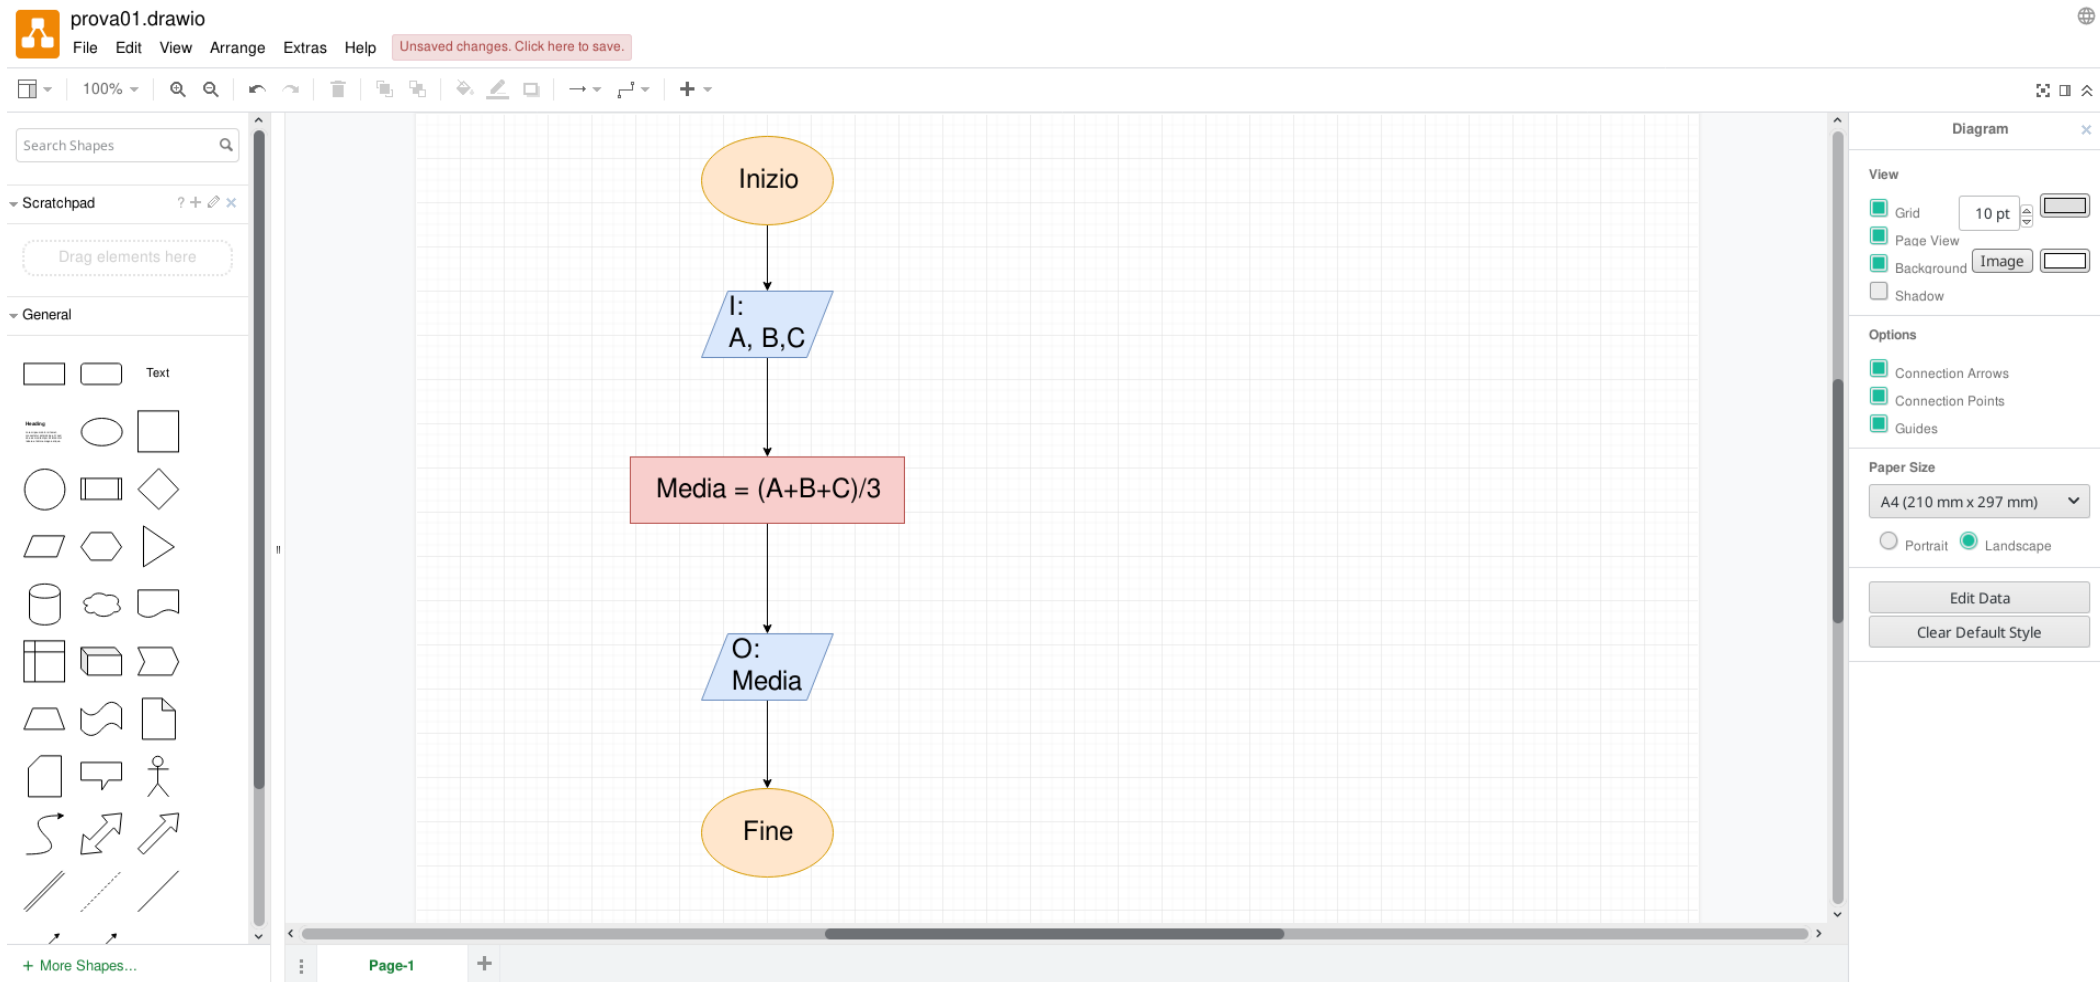 prova01.drawio
File Edit View Arrange Extras Help Unsaved changes. Click here to save.
100%
Search Shapes
Scratchpad ?
Drag elements here
General
Text
Heading
+ More Shapes...
Inizio
I:
A, B,C
Media = (A+B+C)/3
O:
Media
Fine
Page-1
Diagram
View
Grid 10 pt
Page View
Background Image
Shadow
Options
Connection Arrows
Connection Points
Guides
Paper Size
A4 (210 mm x 297 mm)
Portrait Landscape
Edit Data
Clear Default Style